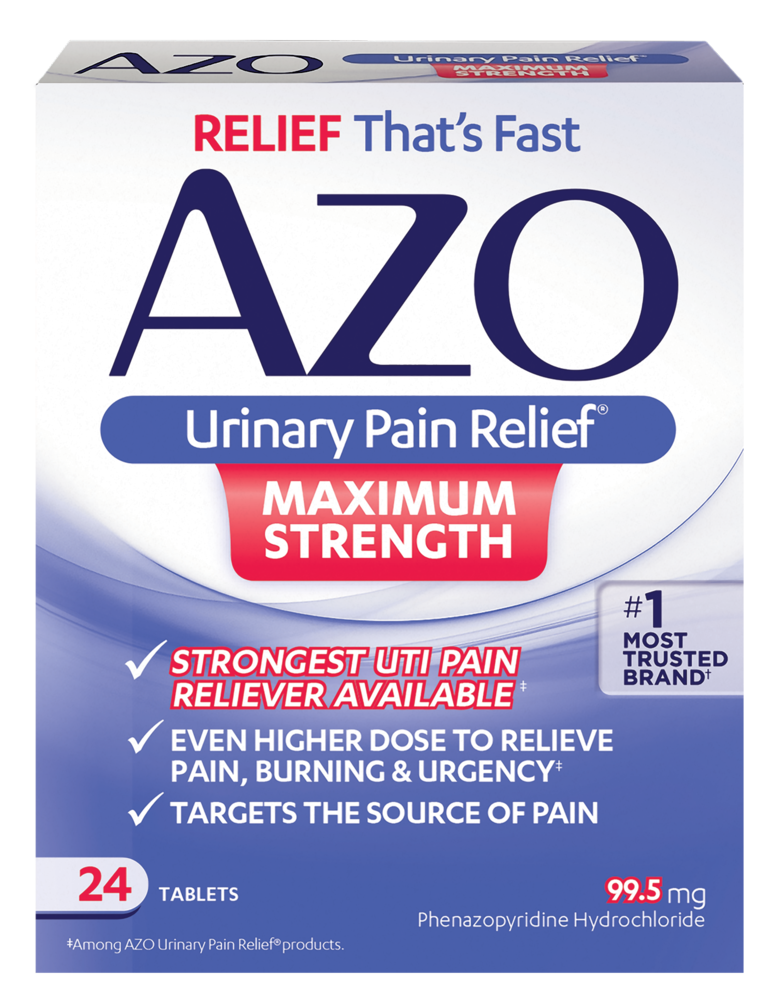 AZO Urinary Pain Relief®
MAXIMUM
STRENGTH
RELIEF That's Fast
AZO
Urinary Pain Relief®
MAXIMUM
STRENGTH
#1
MOST
TRUSTED
BRAND†
STRONGEST UTI PAIN
RELIEVER AVAILABLE‡
EVEN HIGHER DOSE TO RELIEVE
PAIN, BURNING & URGENCY‡
TARGETS THE SOURCE OF PAIN
24 TABLETS
99.5 mg
Phenazopyridine Hydrochloride
‡Among AZO Urinary Pain Relief® products.